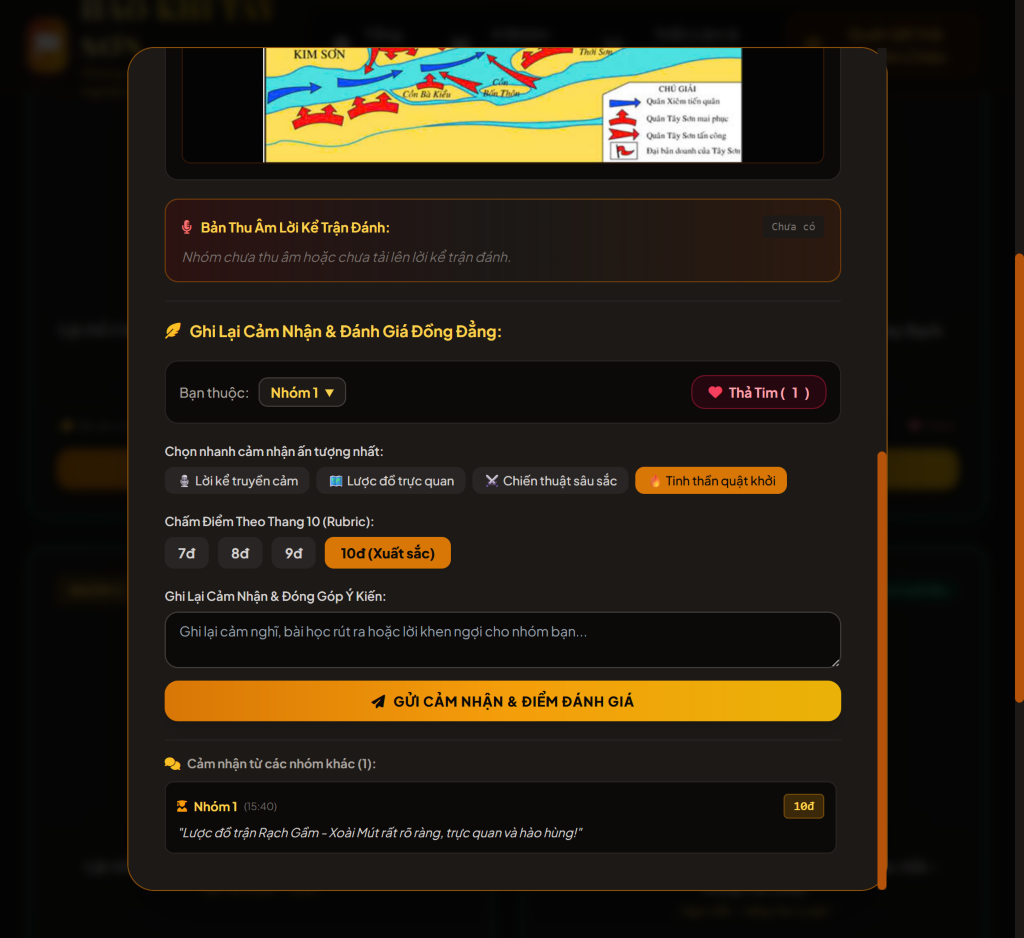 HÀO KHÍ TÂY
SƠN
KIM SƠN
Thới Sơn
Cồn
Cồn Bà Kiểu
Bốn Thôn
CHÚ GIẢI
Quân Xiêm tiến quân
Quân Tây Sơn mai phục
Quân Tây Sơn tấn công
Đại bản doanh của Tây Sơn
Bản Thu Âm Lời Kể Trận Đánh:
Chưa có
Nhóm chưa thu âm hoặc chưa tải lên lời kể trận đánh.
Ghi Lại Cảm Nhận & Đánh Giá Đồng Đẳng:
Bạn thuộc:
Nhóm 1 ▼
Thả Tim ( 1 )
Chọn nhanh cảm nhận ấn tượng nhất:
Lời kể truyền cảm
Lược đồ trực quan
Chiến thuật sâu sắc
Tinh thần quật khởi
Chấm Điểm Theo Thang 10 (Rubric):
7đ
8đ
9đ
10đ (Xuất sắc)
Ghi Lại Cảm Nhận & Đóng Góp Ý Kiến:
Ghi lại cảm nghĩ, bài học rút ra hoặc lời khen ngợi cho nhóm bạn...
GỬI CẢM NHẬN & ĐIỂM ĐÁNH GIÁ
Cảm nhận từ các nhóm khác (1):
Nhóm 1 (15:40)
10đ
"Lược đồ trận Rạch Gầm - Xoài Mút rất rõ ràng, trực quan và hào hùng!"